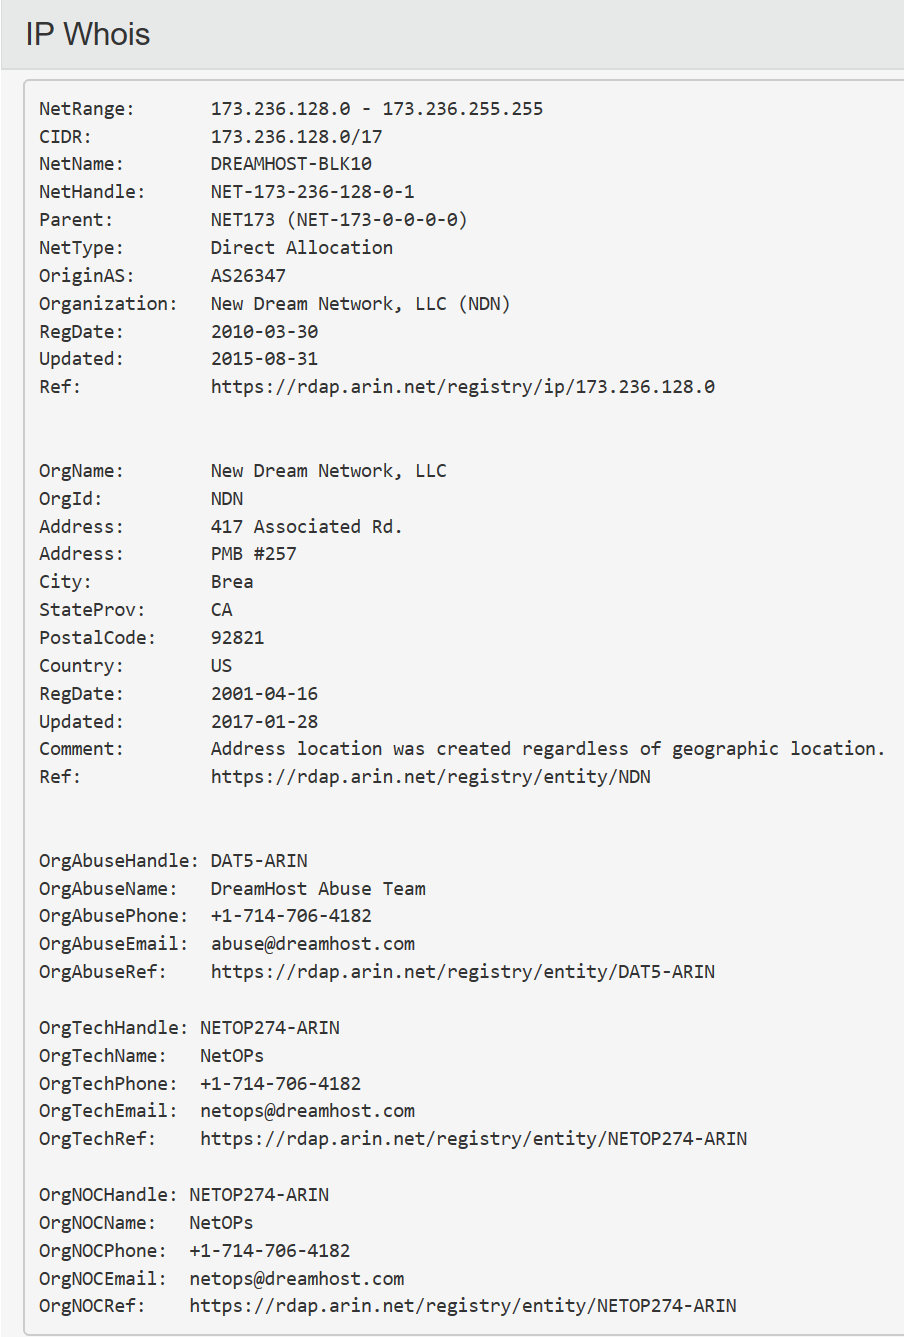 IP Whois
NetRange:       173.236.128.0 - 173.236.255.255
CIDR:           173.236.128.0/17
NetName:        DREAMHOST-BLK10
NetHandle:      NET-173-236-128-0-1
Parent:         NET173 (NET-173-0-0-0-0)
NetType:        Direct Allocation
OriginAS:       AS26347
Organization:   New Dream Network, LLC (NDN)
RegDate:        2010-03-30
Updated:        2015-08-31
Ref:            https://rdap.arin.net/registry/ip/173.236.128.0
OrgName:        New Dream Network, LLC
OrgId:          NDN
Address:        417 Associated Rd.
Address:        PMB #257
City:           Brea
StateProv:      CA
PostalCode:     92821
Country:        US
RegDate:        2001-04-16
Updated:        2017-01-28
Comment:        Address location was created regardless of geographic location.
Ref:            https://rdap.arin.net/registry/entity/NDN
OrgAbuseHandle: DAT5-ARIN
OrgAbuseName:   DreamHost Abuse Team
OrgAbusePhone:  +1-714-706-4182
OrgAbuseEmail:  abuse@dreamhost.com
OrgAbuseRef:    https://rdap.arin.net/registry/entity/DAT5-ARIN
OrgTechHandle: NETOP274-ARIN
OrgTechName:   NetOPs
OrgTechPhone:  +1-714-706-4182
OrgTechEmail:  netops@dreamhost.com
OrgTechRef:    https://rdap.arin.net/registry/entity/NETOP274-ARIN
OrgNOCHandle: NETOP274-ARIN
OrgNOCName:   NetOPs
OrgNOCPhone:  +1-714-706-4182
OrgNOCEmail:  netops@dreamhost.com
OrgNOCRef:    https://rdap.arin.net/registry/entity/NETOP274-ARIN